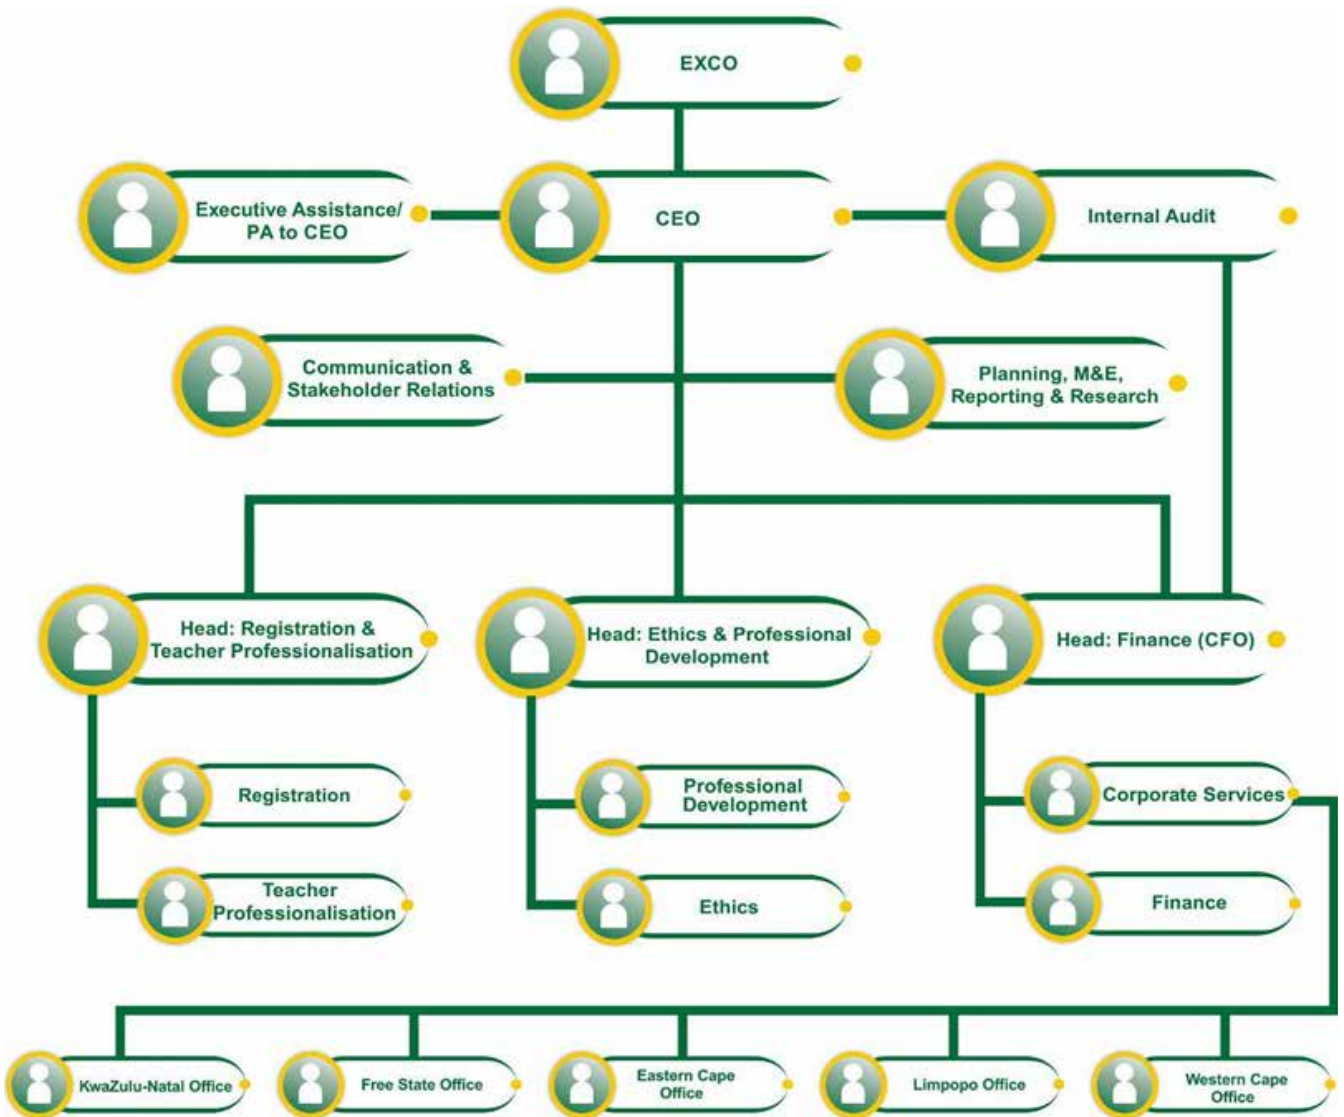 EXCO
Executive Assistance/
PA to CEO
CEO
Internal Audit
Communication &
Stakeholder Relations
Planning, M&E,
Reporting & Research
Head: Registration &
Teacher Professionalisation
Head: Ethics & Professional
Development
Head: Finance (CFO)
Registration
Professional
Development
Corporate Services
Teacher
Professionalisation
Ethics
Finance
KwaZulu-Natal Office
Free State Office
Eastern Cape
Office
Limpopo Office
Western Cape
Office